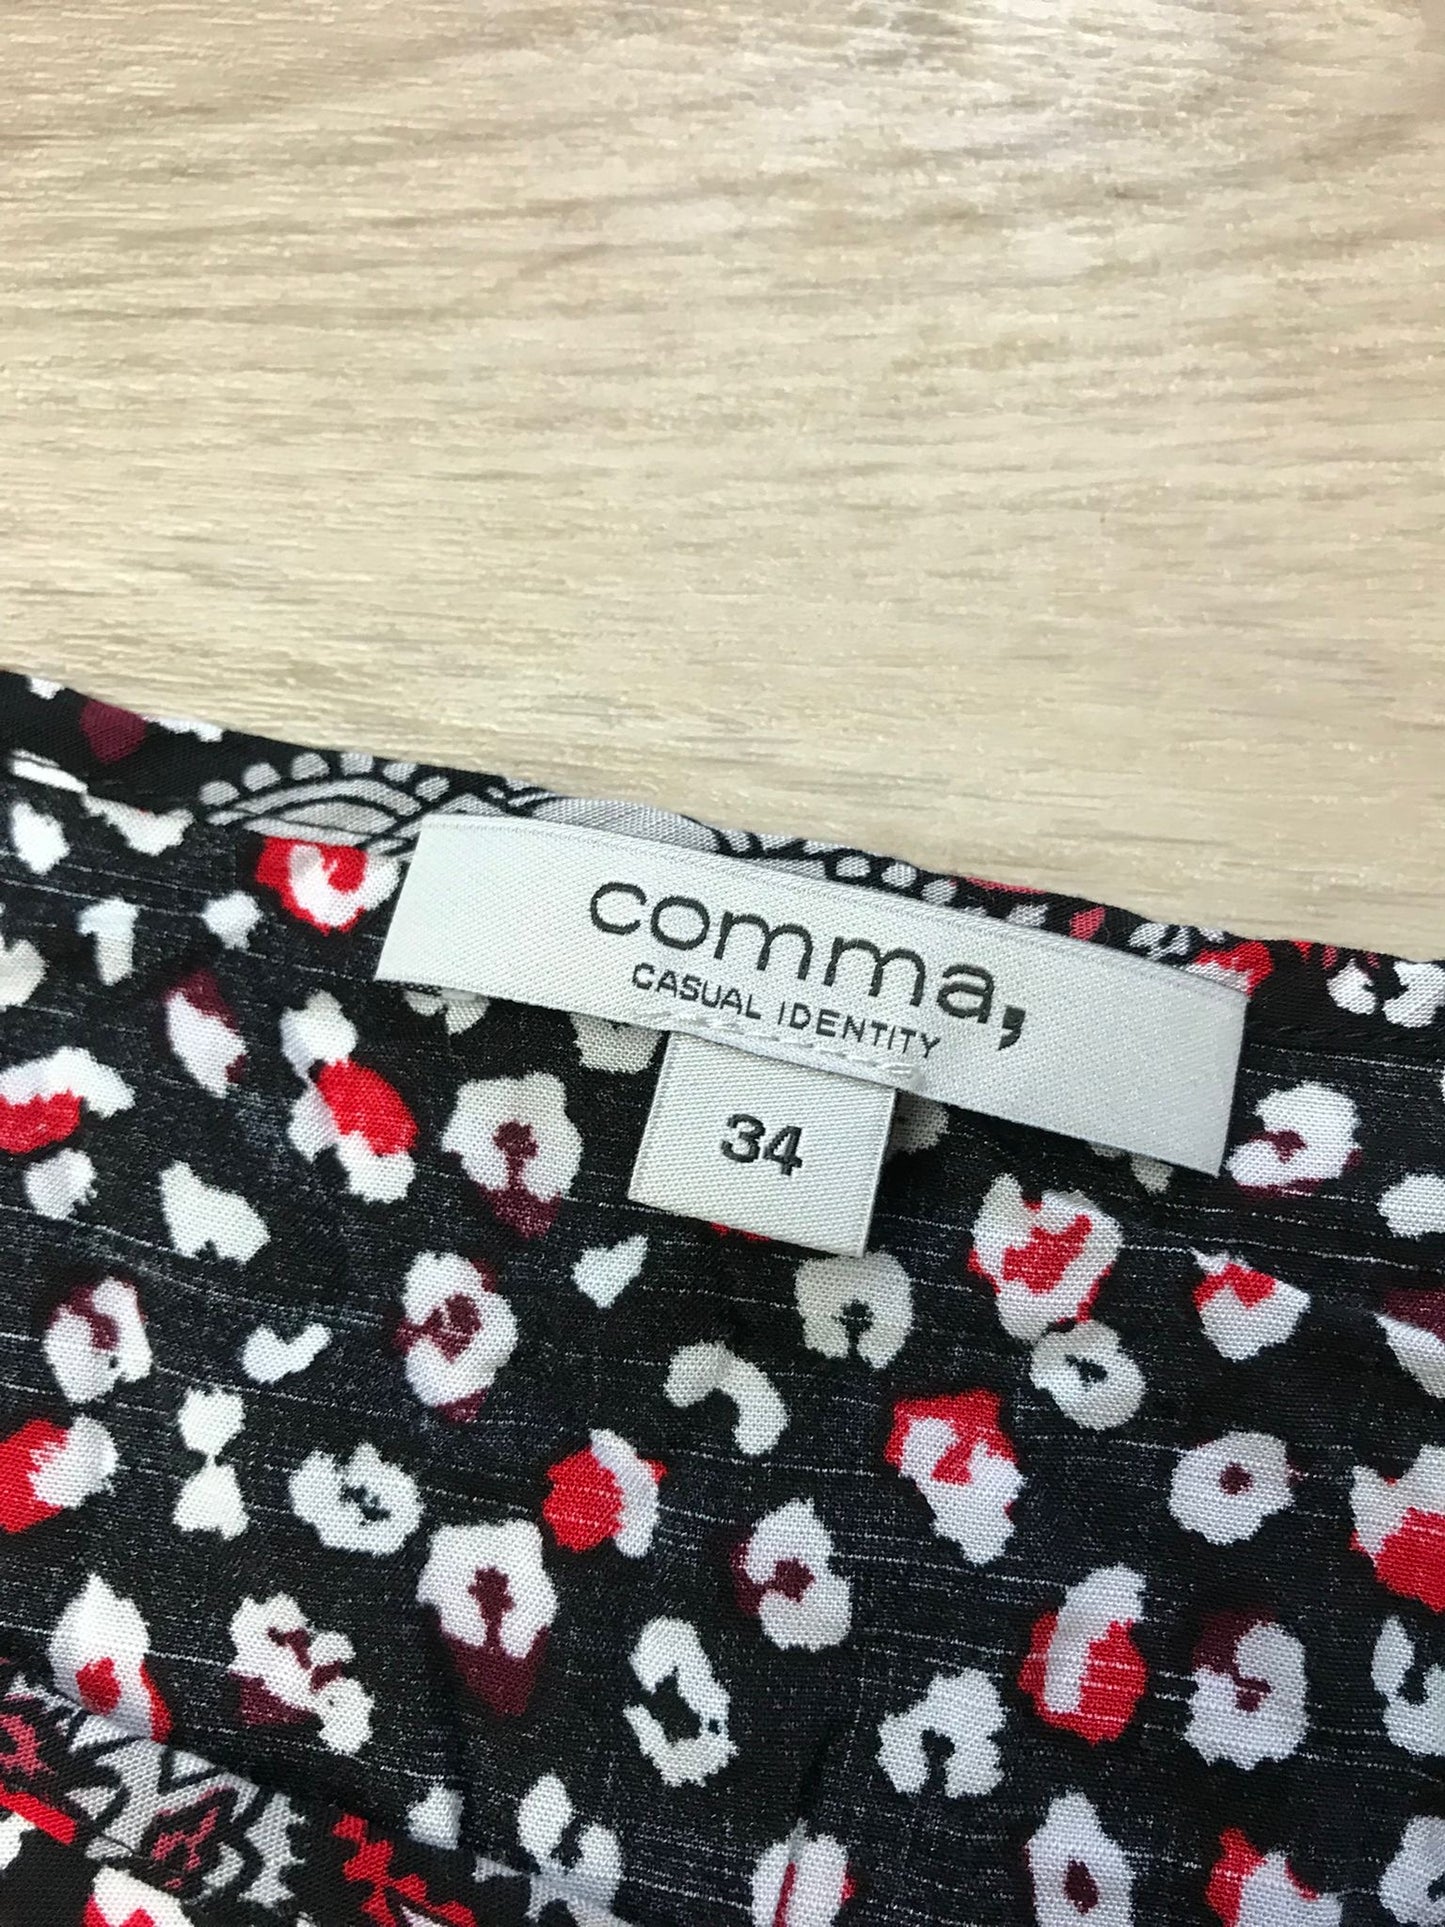 comma,
CASUAL IDENTITY
34